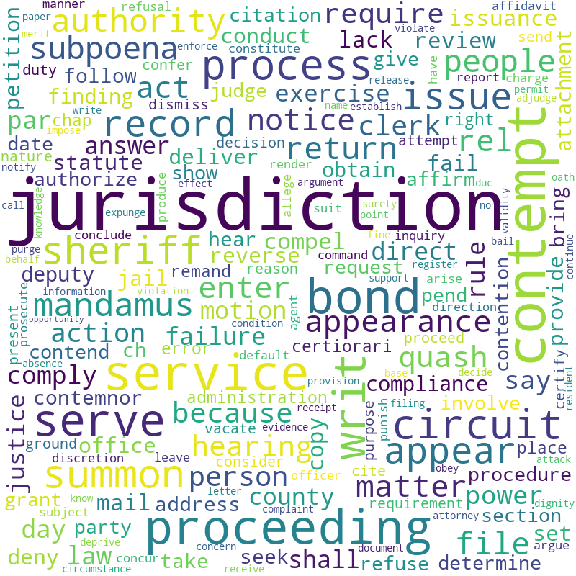 manner refusal authority citation require issuance affidavit
paper enforce constitute lack violate send
merit subpoena conduct review people have
petition duty confer give release report charge permit adjudge
follow process issue attachment
finding act judge exercise
par chap dismiss record notice clerk right
date write decision return rel
nature answer deliver name establish attempt fail
notify statute render obtain affirm contempt oath
authorize show
call effect allege argument suit surety due no validity
knowledge produce jurisdiction
impose expunge point fine inquiry bail
purge conclude hear compel command register continue
behalf sheriff reverse direct rule provide bring
deputy remand reason request support arise contention
information jail enter bond pend direction
present prosecute violation mandamus motion agent appearance
opportunity condition certiorari
action failure quash say certify
absence contend ch error default proceed
comply service provision compliance base decide involve resident
contemnor administration
justice because receipt filing circuit
serve vacate evidence copy writ purpose punish
ground office consider
discretion leave hearing officer appear place
summon person cite obey attack
grant know mail county matter procedure
subject address letter requirement power dignity
day party complaint attorney section
deprive proceeding file set
deny law concur take concern seek shall document refuse determine argue
circumstance receive